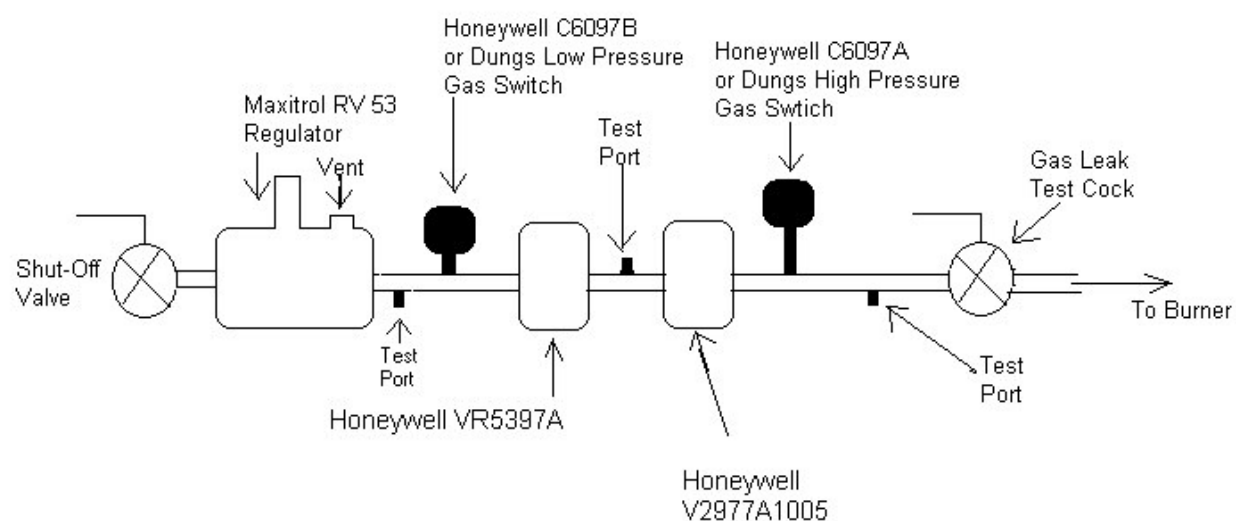 Honeywell C6097B
or Dungs Low Pressure
Gas Switch
Honeywell C6097A
or Dungs High Pressure
Gas Swtich
Maxitrol RV 53
Regulator
Vent
Test
Port
Gas Leak
Test Cock
Shut-Off
Valve
To Burner
Test
Port
Test
Port
Honeywell VR5397A
Honeywell
V2977A1005